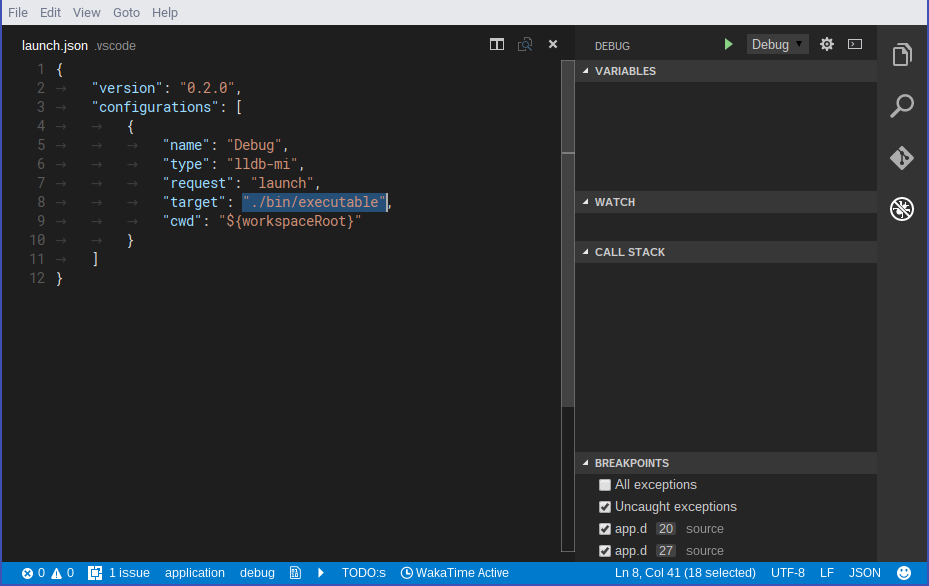 File Edit View Goto Help
launch.json .vscode
1 {
2 "version": "0.2.0",
3 "configurations": [
4 {
5 "name": "Debug",
6 "type": "lldb-mi",
7 "request": "launch",
8 "target": "./bin/executable",
9 "cwd": "${workspaceRoot}"
10 }
11 ]
12 }
DEBUG Debug
VARIABLES
WATCH
CALL STACK
BREAKPOINTS
All exceptions
Uncaught exceptions
app.d 20 source
app.d 27 source
0 0 1 issue application debug TODO:s WakaTime Active Ln 8, Col 41 (18 selected) UTF-8 LF JSON